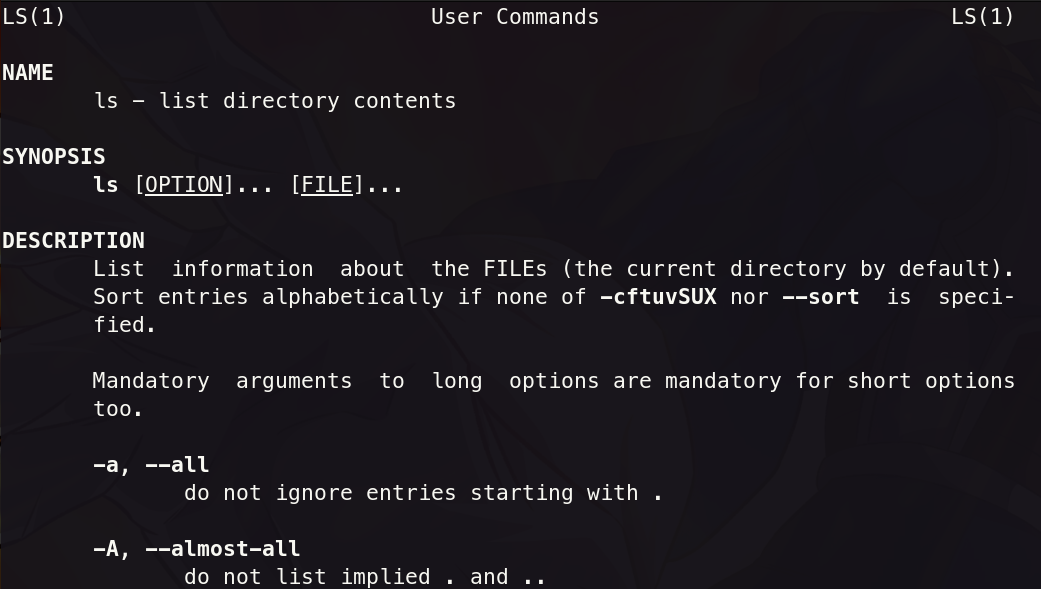 LS(1) User Commands LS(1)
NAME
ls - list directory contents
SYNOPSIS
ls [OPTION]... [FILE]...
DESCRIPTION
List information about the FILEs (the current directory by default).
Sort entries alphabetically if none of -cftuvSUX nor --sort is speci-
fied.
Mandatory arguments to long options are mandatory for short options
too.
-a, --all
do not ignore entries starting with .
-A, --almost-all
do not list implied . and ..